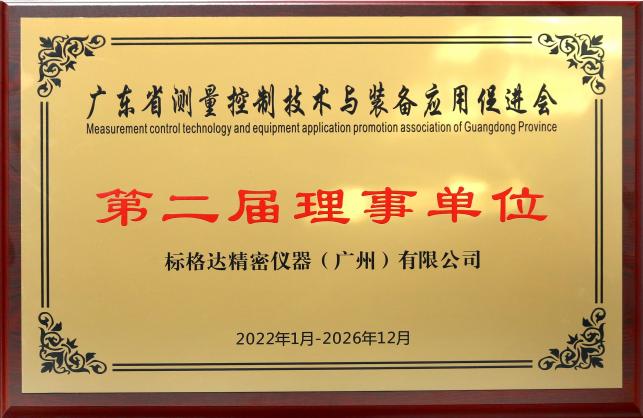 广东省测量控制技术与装备应用促进会
Measurement control technology and equipment application promotion association of Guangdong Province
第二届理事单位
标格达精密仪器（广州）有限公司
2022年1月-2026年12月